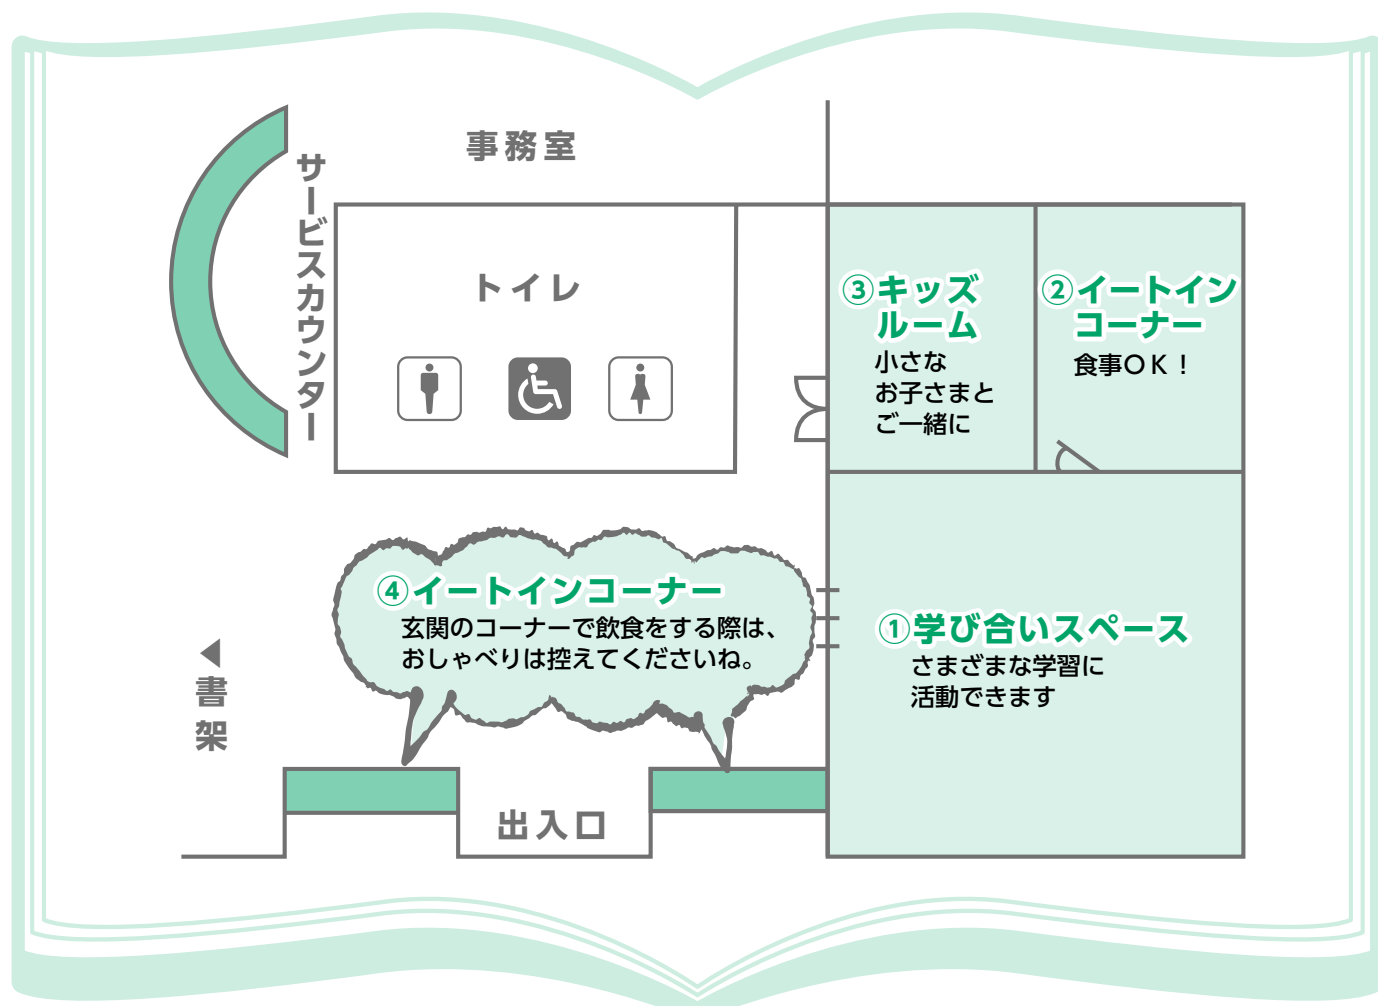 事務室
サービスカウンター
トイレ
③キッズ
ルーム
小さな
お子さまと
ご一緒に
②イートイン
コーナー
食事OK！
④イートインコーナー
玄関のコーナーで飲食をする際は、
おしゃべりは控えてくださいね。
①学び合いスペース
さまざまな学習に
活動できます
◀書架
出入口